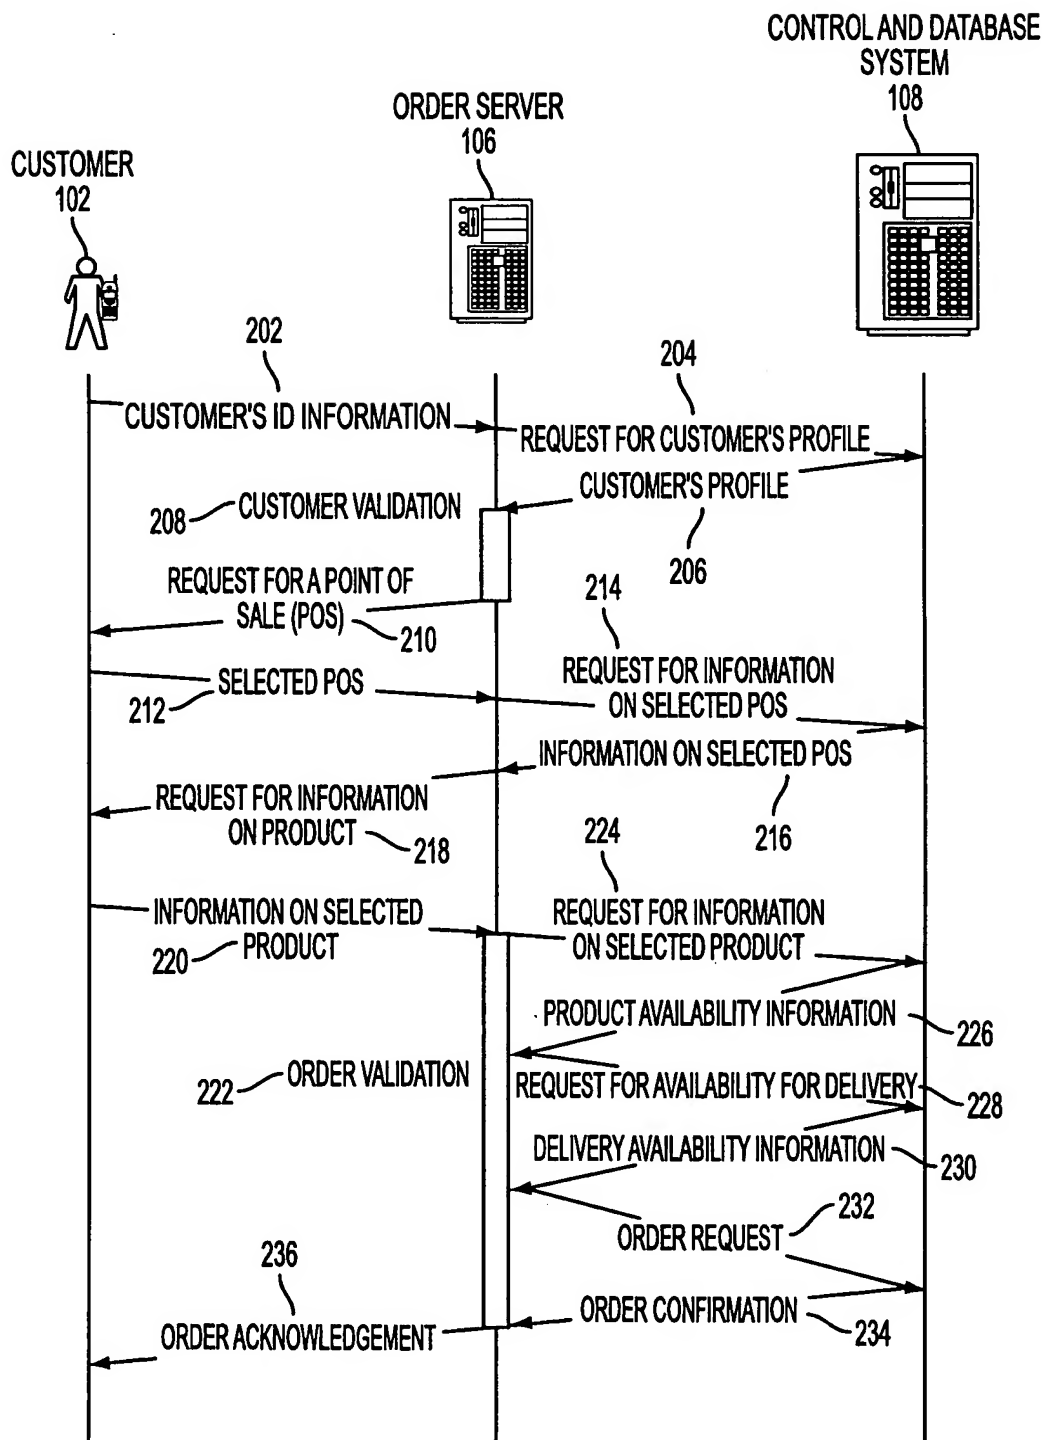 CONTROL AND DATABASE
SYSTEM
108
ORDER SERVER
106
CUSTOMER
102
202
204
CUSTOMER'S ID INFORMATION
REQUEST FOR CUSTOMER'S PROFILE
CUSTOMER'S PROFILE
208
CUSTOMER VALIDATION
206
REQUEST FOR A POINT OF
SALE (POS)
210
214
212
SELECTED POS
REQUEST FOR INFORMATION
ON SELECTED POS
INFORMATION ON SELECTED POS
216
REQUEST FOR INFORMATION
ON PRODUCT
218
224
INFORMATION ON SELECTED
PRODUCT
220
REQUEST FOR INFORMATION
ON SELECTED PRODUCT
PRODUCT AVAILABILITY INFORMATION
226
222
ORDER VALIDATION
REQUEST FOR AVAILABILITY FOR DELIVERY
228
DELIVERY AVAILABILITY INFORMATION
230
232
ORDER REQUEST
236
ORDER CONFIRMATION
234
ORDER ACKNOWLEDGEMENT